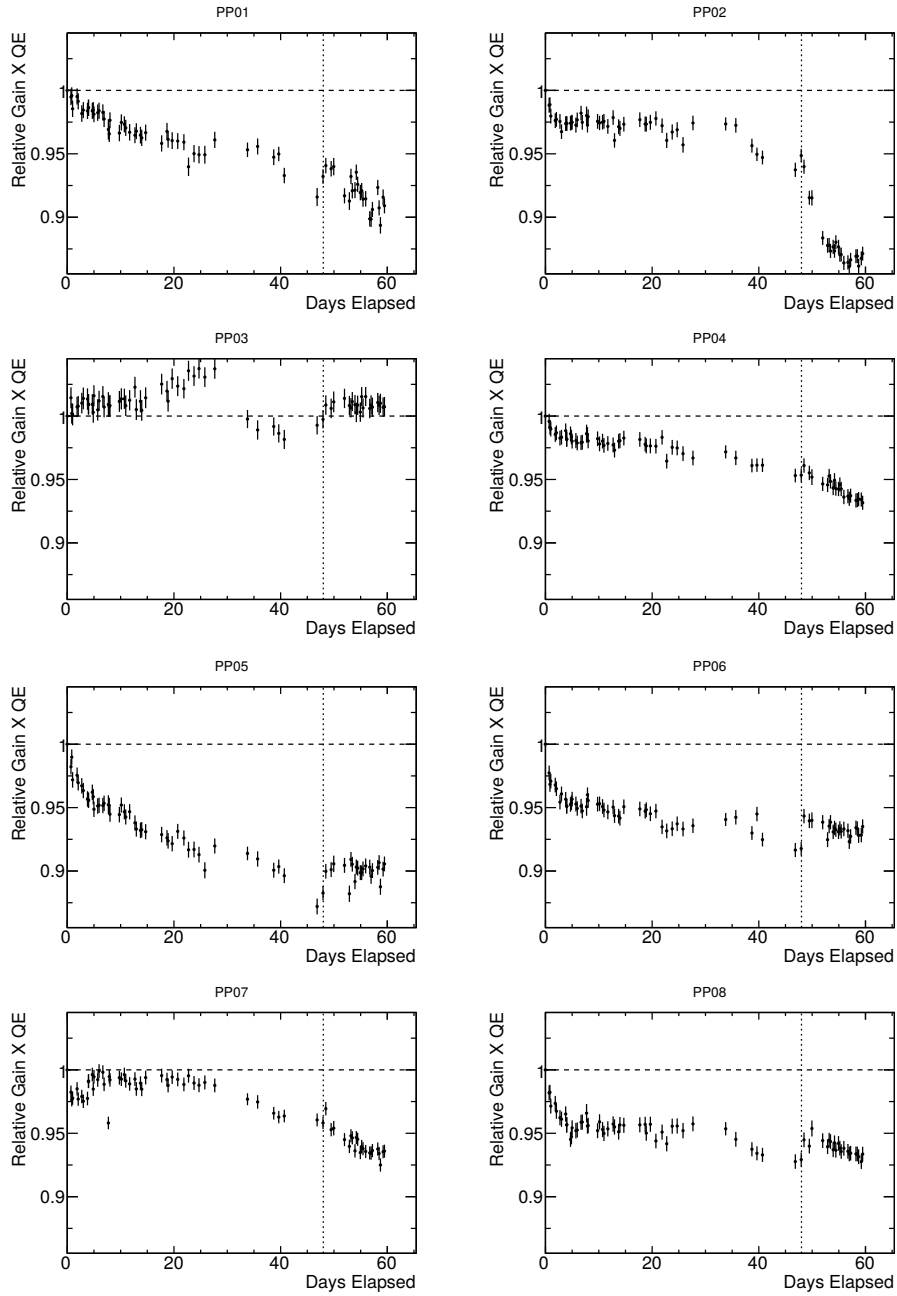 PP01
Relative Gain X QE
1
0.95
0.9
0 20 40 60
Days Elapsed
PP02
Relative Gain X QE
1
0.95
0.9
0 20 40 60
Days Elapsed
PP03
Relative Gain X QE
1
0.95
0.9
0 20 40 60
Days Elapsed
PP04
Relative Gain X QE
1
0.95
0.9
0 20 40 60
Days Elapsed
PP05
Relative Gain X QE
1
0.95
0.9
0 20 40 60
Days Elapsed
PP06
Relative Gain X QE
1
0.95
0.9
0 20 40 60
Days Elapsed
PP07
Relative Gain X QE
1
0.95
0.9
0 20 40 60
Days Elapsed
PP08
Relative Gain X QE
1
0.95
0.9
0 20 40 60
Days Elapsed